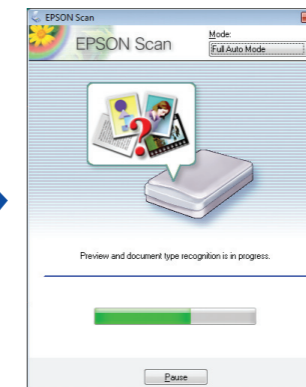 EPSON Scan
EPSON Scan
Mode:
Full Auto Mode
?
Preview and document type recognition is in progress.
Pause